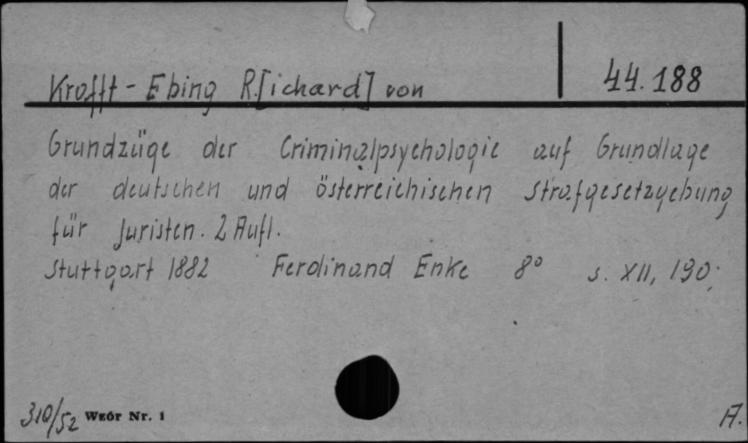 Krafft-Ebing R.[ichard] von 44.188
Grundzüge der Criminalpsychologie auf Grundlage
der deutschen und österreichischen Strafgesetzgebung
für Juristen. 2 Aufl.
Stuttgart 1882 Ferdinand Enke 8° s. XII, 190.
310/52 Wzór Nr. 1 A.